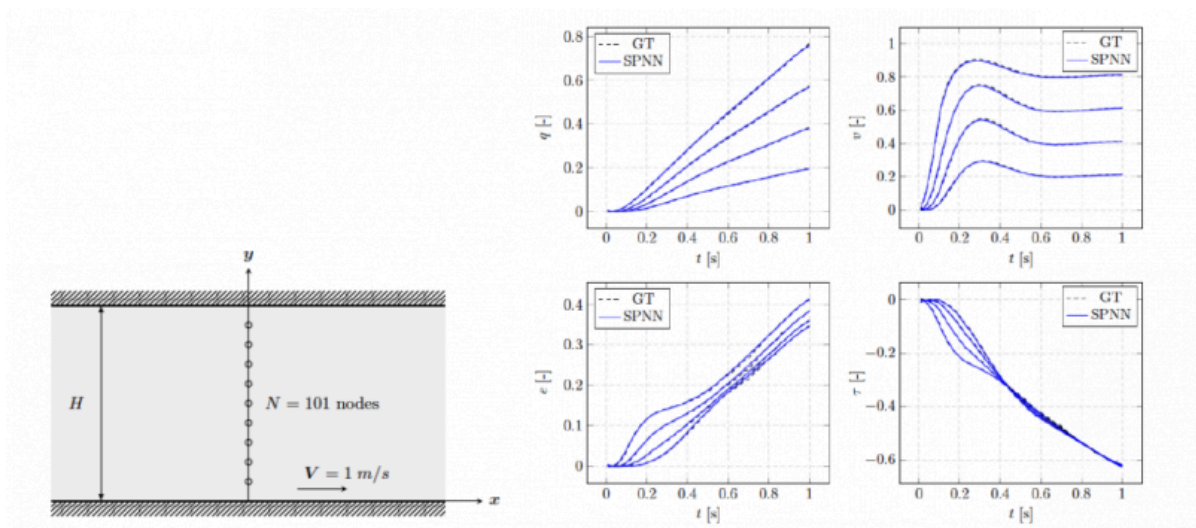 y
H
N = 101 nodes
V = 1 m/s
x
0.8
0.6
0.4
0.2
0
q [-]
GT
SPNN
0 0.2 0.4 0.6 0.8 1
t [s]
1
0.8
0.6
0.4
0.2
0
v [-]
GT
SPNN
0 0.2 0.4 0.6 0.8 1
t [s]
0.4
0.3
0.2
0.1
0
e [-]
GT
SPNN
0 0.2 0.4 0.6 0.8 1
t [s]
0
−0.2
−0.4
−0.6
τ [-]
GT
SPNN
0 0.2 0.4 0.6 0.8 1
t [s]